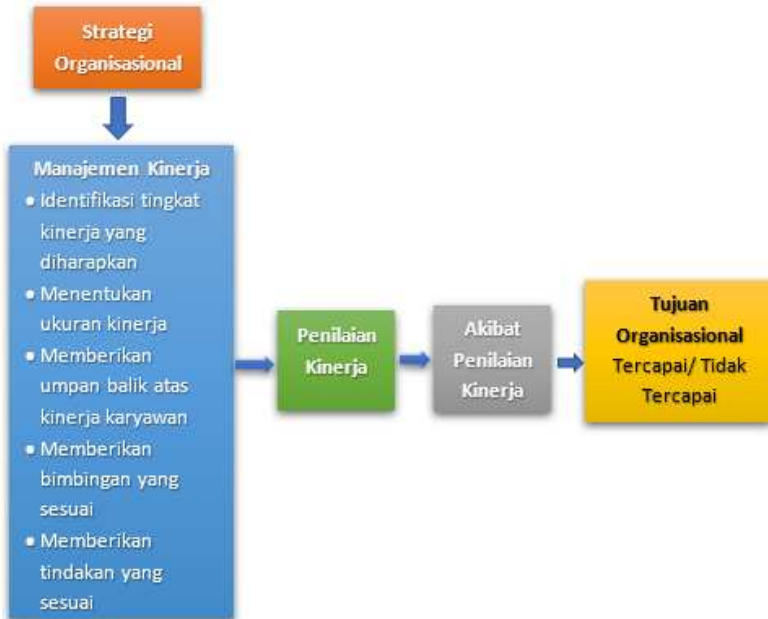 Strategi
Organisasional
Manajemen Kinerja
• Identifikasi tingkat
kinerja yang
diharapkan
• Menentukan
ukuran kinerja
• Memberikan
umpan balik atas
kinerja karyawan
• Memberikan
bimbingan yang
sesuai
• Memberikan
tindakan yang
sesuai
Penilaian
Kinerja
Akibat
Penilaian
Kinerja
Tujuan
Organisasional
Tercapai/ Tidak
Tercapai